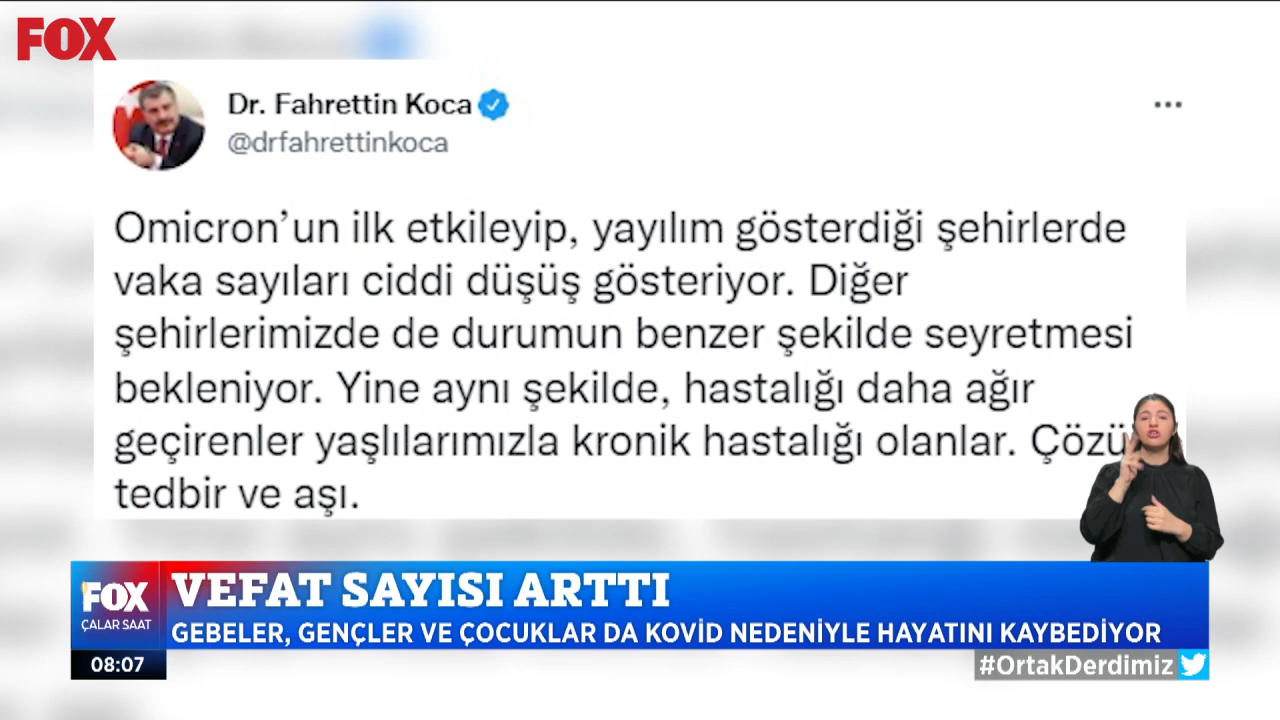 FOX
Dr. Fahrettin Koca
@drfahrettinkoca
Omicron’un ilk etkileyip, yayılım gösterdiği şehirlerde
vaka sayıları ciddi düşüş gösteriyor. Diğer
şehirlerimizde de durumun benzer şekilde seyretmesi
bekleniyor. Yine aynı şekilde, hastalığı daha ağır
geçirenler yaşlılarımızla kronik hastalığı olanlar. Çözü
tedbir ve aşı.
FOX
ÇALAR SAAT
VEFAT SAYISI ARTTI
GEBELER, GENÇLER VE ÇOCUKLAR DA KOVİD NEDENİYLE HAYATINI KAYBEDİYOR
08:07
#OrtakDerdimiz